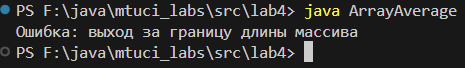 PS F:\java\mtuci_labs\src\lab4> java ArrayAverage
Ошибка: выход за границу длины массива
PS F:\java\mtuci_labs\src\lab4>